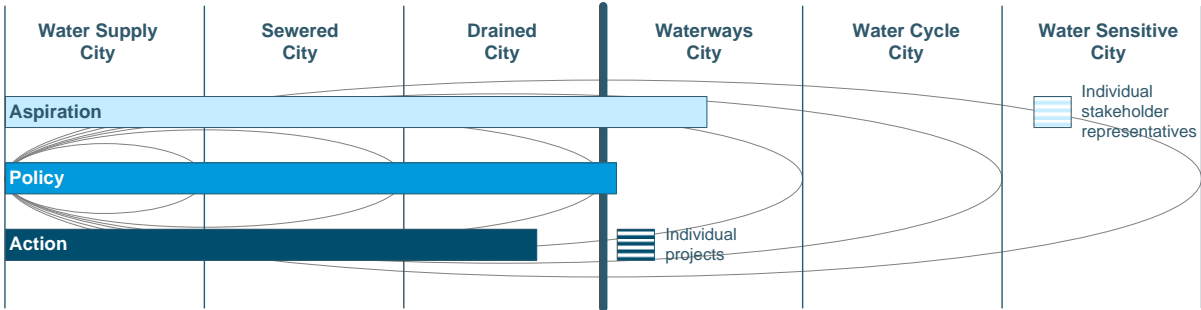 Water Supply
City
Sewered
City
Drained
City
Waterways
City
Water Cycle
City
Water Sensitive
City
Aspiration
Individual
stakeholder
representatives
Policy
Action
Individual
projects